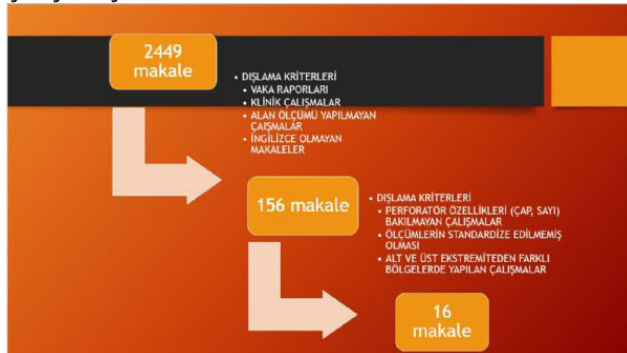 2449
makale
• DIŞLAMA KRİTERLERİ
• VAKA RAPORLARI
• KLİNİK ÇALIŞMALAR
• ALAN ÖLÇÜMÜ YAPILMAYAN
ÇAIŞMALAR
• İNGİLİZCE OLMAYAN
MAKALELER
156 makale
• DIŞLAMA KRİTERLERİ
• PERFORATÖR ÖZELLİKLERİ (ÇAP, SAYI)
BAKILMAYAN ÇALIŞMALAR
• ÖLÇÜMLERİN STANDARDİZE EDİLMEMİŞ
OLMASI
• ALT VE ÜST EKSTREMİTEDEN FARKLI
BÖLGELERDE YAPILAN ÇALIŞMALAR
16
makale